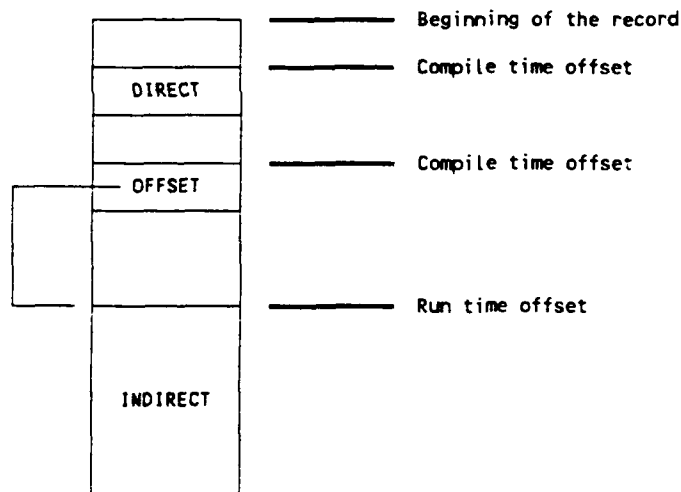 Beginning of the record
Compile time offset
DIRECT
Compile time offset
OFFSET
Run time offset
INDIRECT